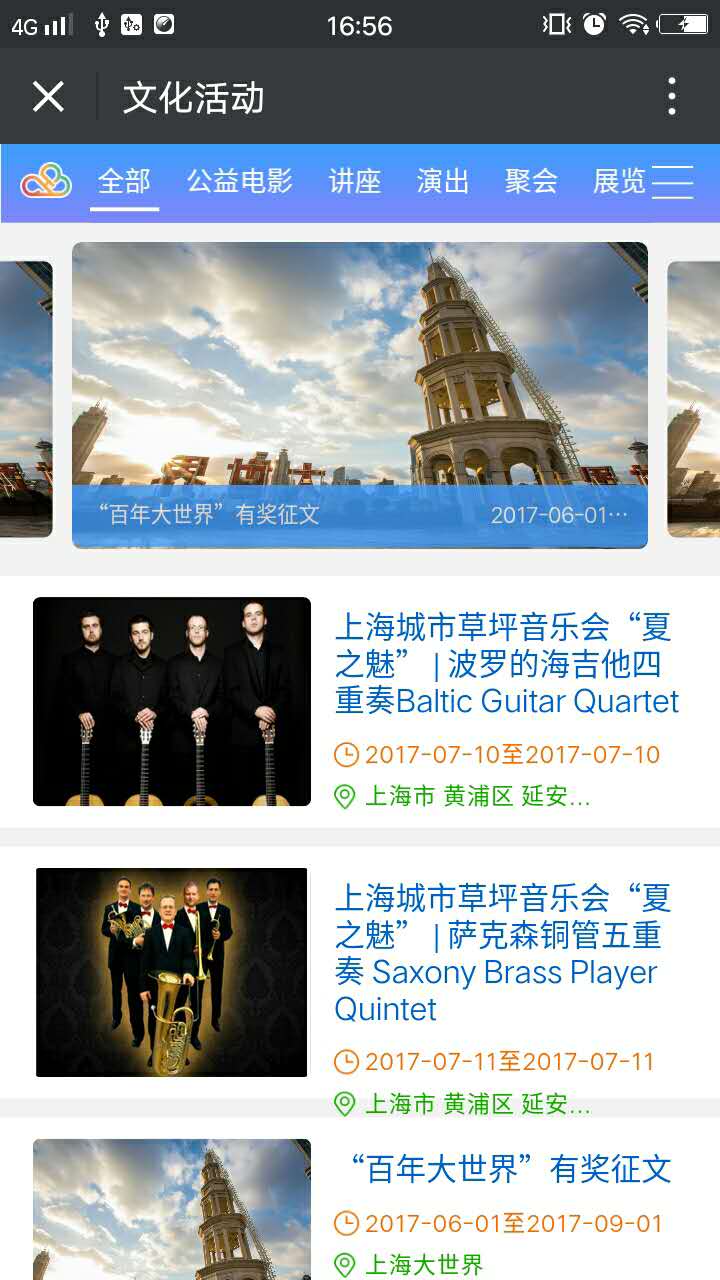 4G 16:56
文化活动
全部 公益电影 讲座 演出 聚会 展览
“百年大世界”有奖征文 2017-06-01…
上海城市草坪音乐会“夏
之魅” | 波罗的海吉他四
重奏Baltic Guitar Quartet
2017-07-10至2017-07-10
上海市 黄浦区 延安...
上海城市草坪音乐会“夏
之魅” | 萨克森铜管五重
奏 Saxony Brass Player
Quintet
2017-07-11至2017-07-11
上海市 黄浦区 延安...
“百年大世界”有奖征文
2017-06-01至2017-09-01
上海大世界